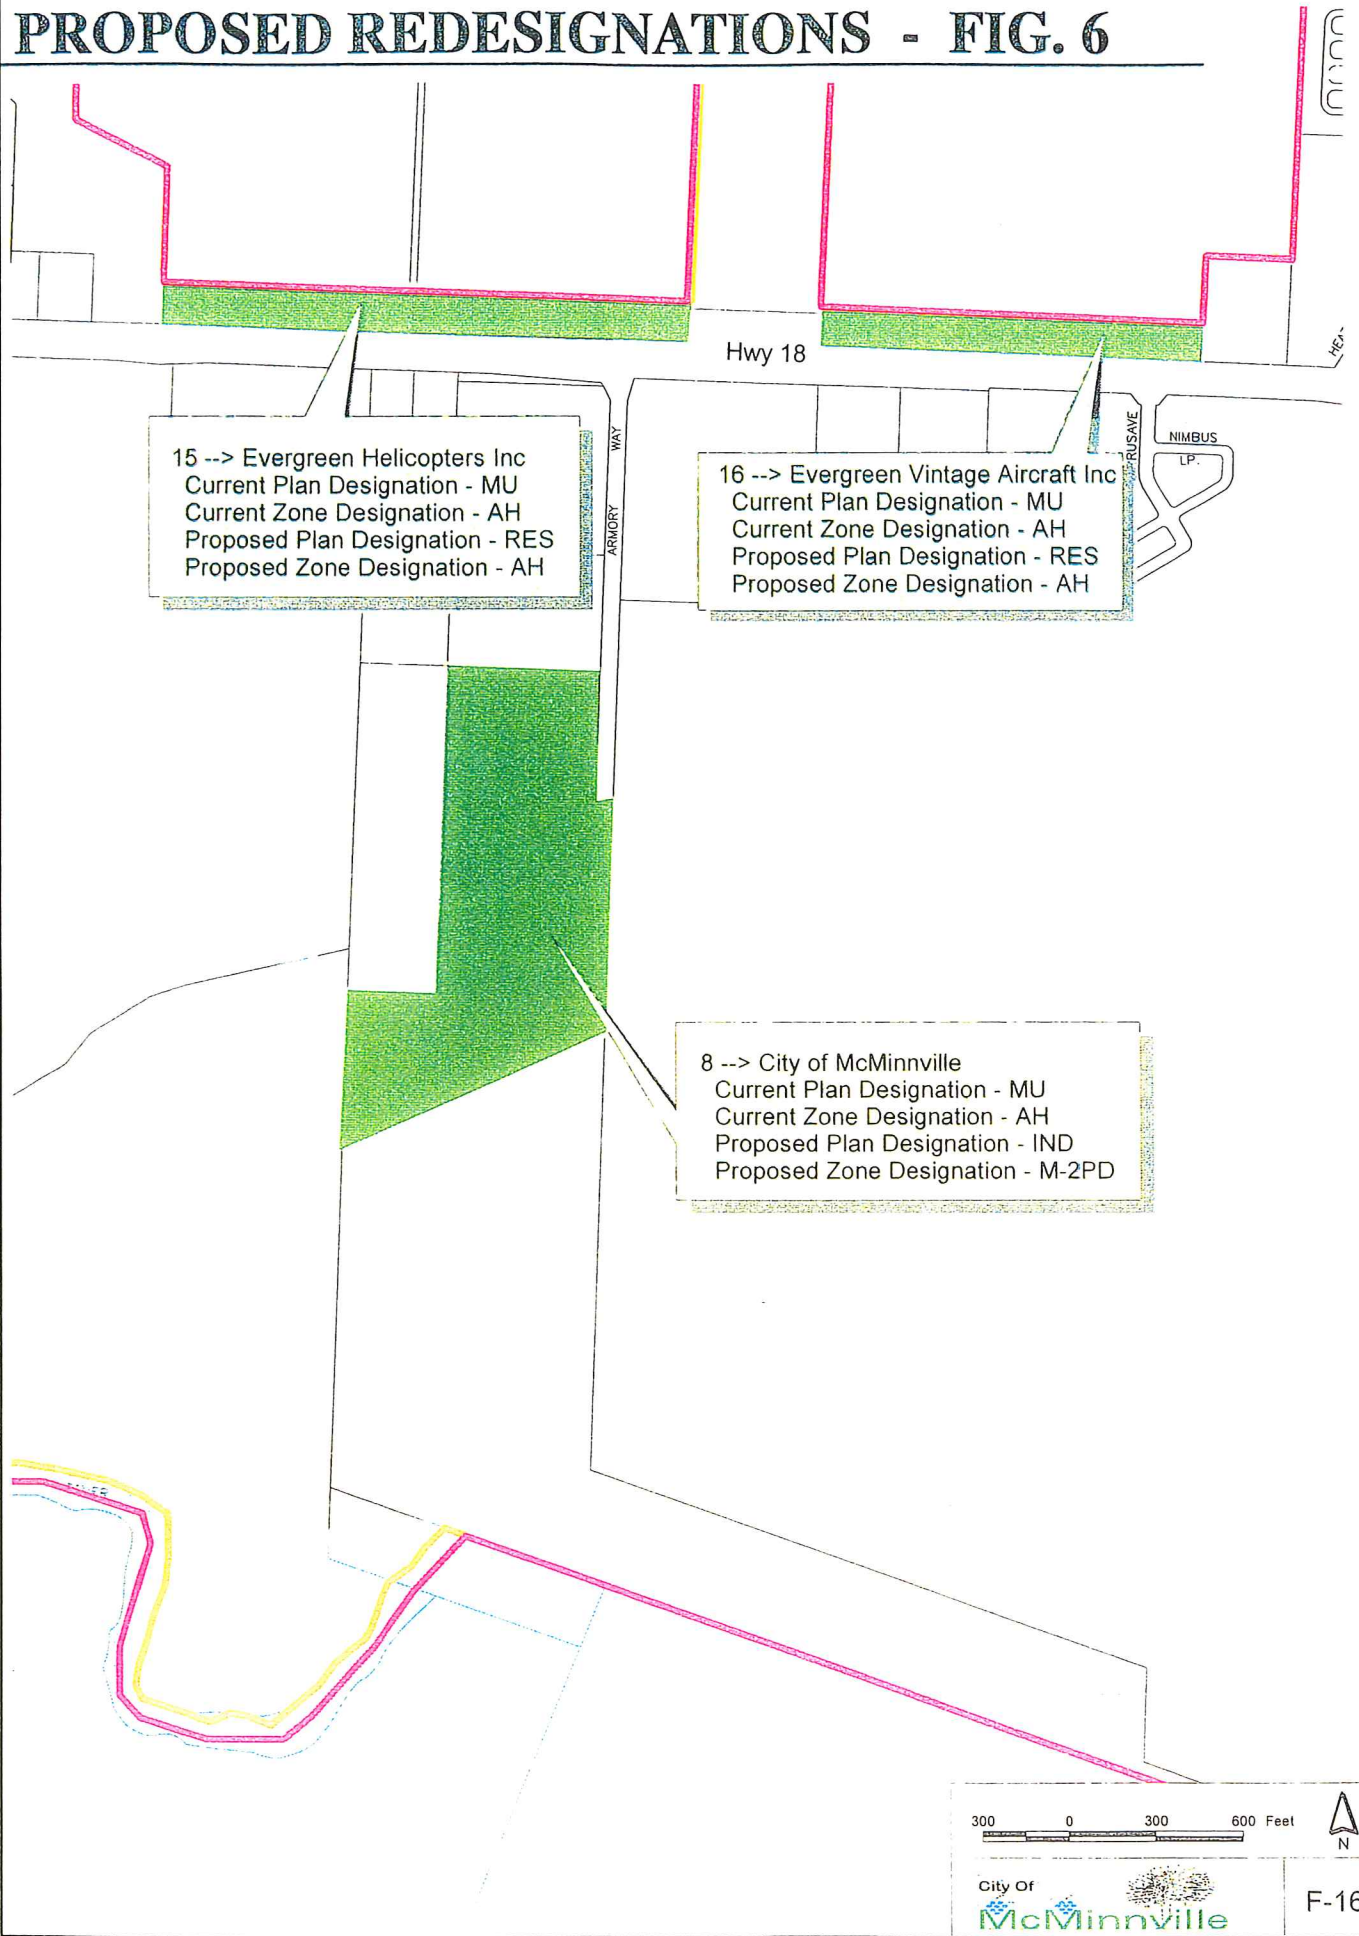 PROPOSED REDESIGNATIONS - FIG. 6
Hwy 18
15 --> Evergreen Helicopters Inc
Current Plan Designation - MU
Current Zone Designation - AH
Proposed Plan Designation - RES
Proposed Zone Designation - AH
ARMORY WAY
16 --> Evergreen Vintage Aircraft Inc
Current Plan Designation - MU
Current Zone Designation - AH
Proposed Plan Designation - RES
Proposed Zone Designation - AH
NIMBUS
LP.
8 --> City of McMinnville
Current Plan Designation - MU
Current Zone Designation - AH
Proposed Plan Designation - IND
Proposed Zone Designation - M-2PD
300 0 300 600 Feet
N
City Of
McMinnville
F-16